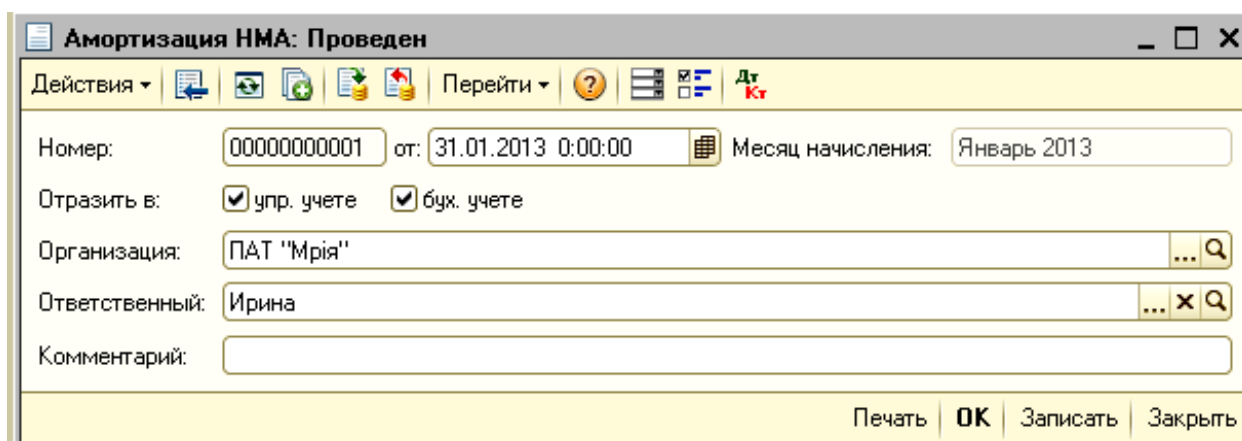 Амортизация НМА: Проведен
Действия Перейти ? Дт Кт
Номер: 00000000001 от: 31.01.2013 0:00:00 Месяц начисления: Январь 2013
Отразить в: упр. учете бух. учете
Организация: ПАТ "Мрія" ...
Ответственный: Ирина ...
Комментарий:
Печать ОК Записать Закрыть